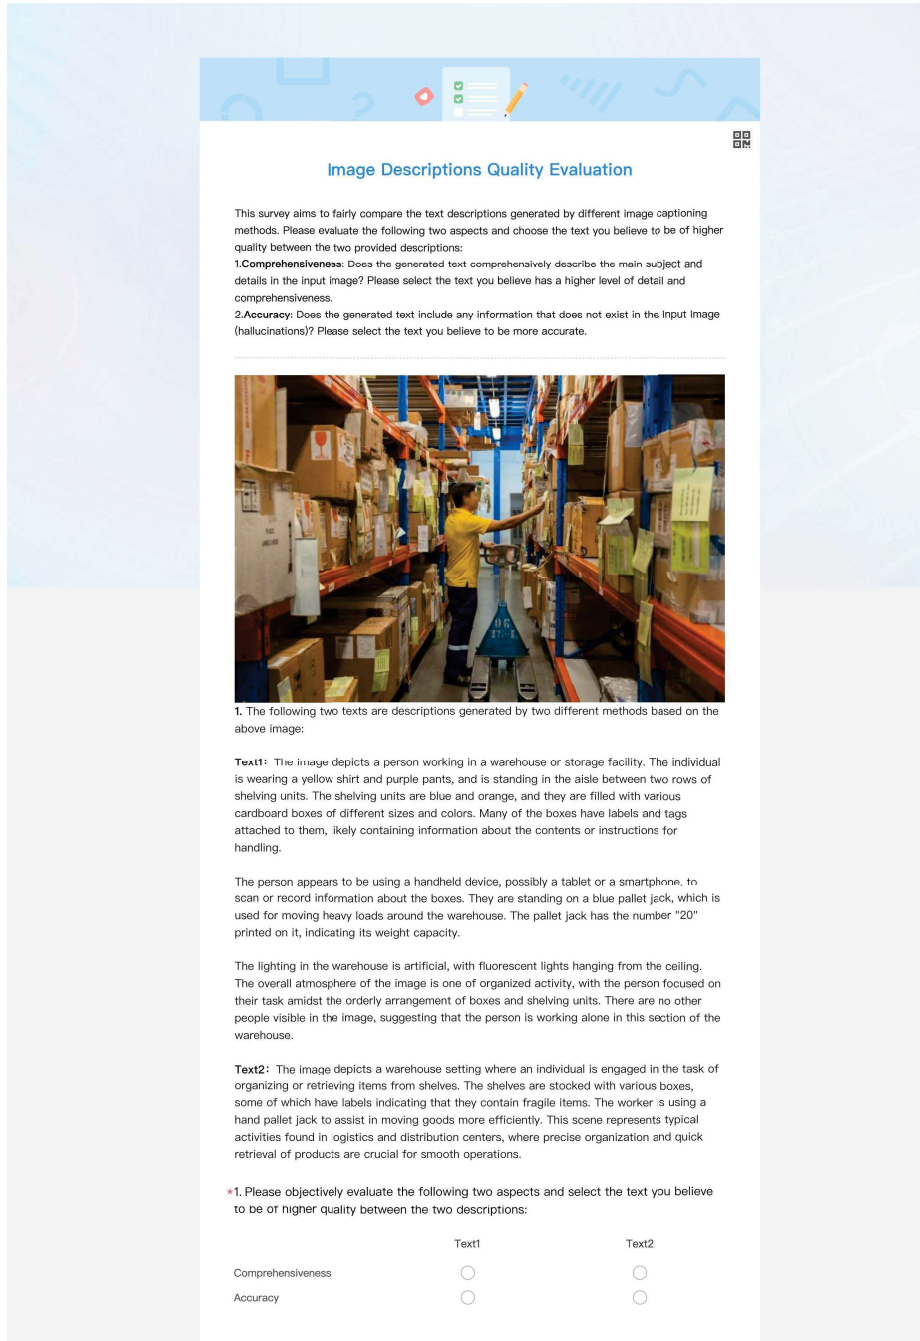 Image Descriptions Quality Evaluation
This survey aims to fairly compare the text descriptions generated by different image captioning
methods. Please evaluate the following two aspects and choose the text you believe to be of higher
quality between the two provided descriptions:
1.Comprehensiveness: Does the generated text comprehensively describe the main subject and
details in the input image? Please select the text you believe has a higher level of detail and
comprehensiveness.
2.Accuracy: Does the generated text include any information that does not exist in the Input Image
(hallucinations)? Please select the text you believe to be more accurate.
1. The following two texts are descriptions generated by two different methods based on the
above image:
Text1: The image depicts a person working in a warehouse or storage facility. The individual
is wearing a yellow shirt and purple pants, and is standing in the aisle between two rows of
shelving units. The shelving units are blue and orange, and they are filled with various
cardboard boxes of different sizes and colors. Many of the boxes have labels and tags
attached to them, ikely containing information about the contents or instructions for
handling.
The person appears to be using a handheld device, possibly a tablet or a smartphone, to
scan or record information about the boxes. They are standing on a blue pallet jack, which is
used for moving heavy loads around the warehouse. The pallet jack has the number "20"
printed on it, indicating its weight capacity.
The lighting in the warehouse is artificial, with fluorescent lights hanging from the ceiling.
The overall atmosphere of the image is one of organized activity, with the person focused on
their task amidst the orderly arrangement of boxes and shelving units. There are no other
people visible in the image, suggesting that the person is working alone in this section of the
warehouse.
Text2: The image depicts a warehouse setting where an individual is engaged in the task of
organizing or retrieving items from shelves. The shelves are stocked with various boxes,
some of which have labels indicating that they contain fragile items. The worker is using a
hand pallet jack to assist in moving goods more efficiently. This scene represents typical
activities found in logistics and distribution centers, where precise organization and quick
retrieval of products are crucial for smooth operations.
*1. Please objectively evaluate the following two aspects and select the text you believe
to be of higher quality between the two descriptions:
Text1 Text2
Comprehensiveness
Accuracy